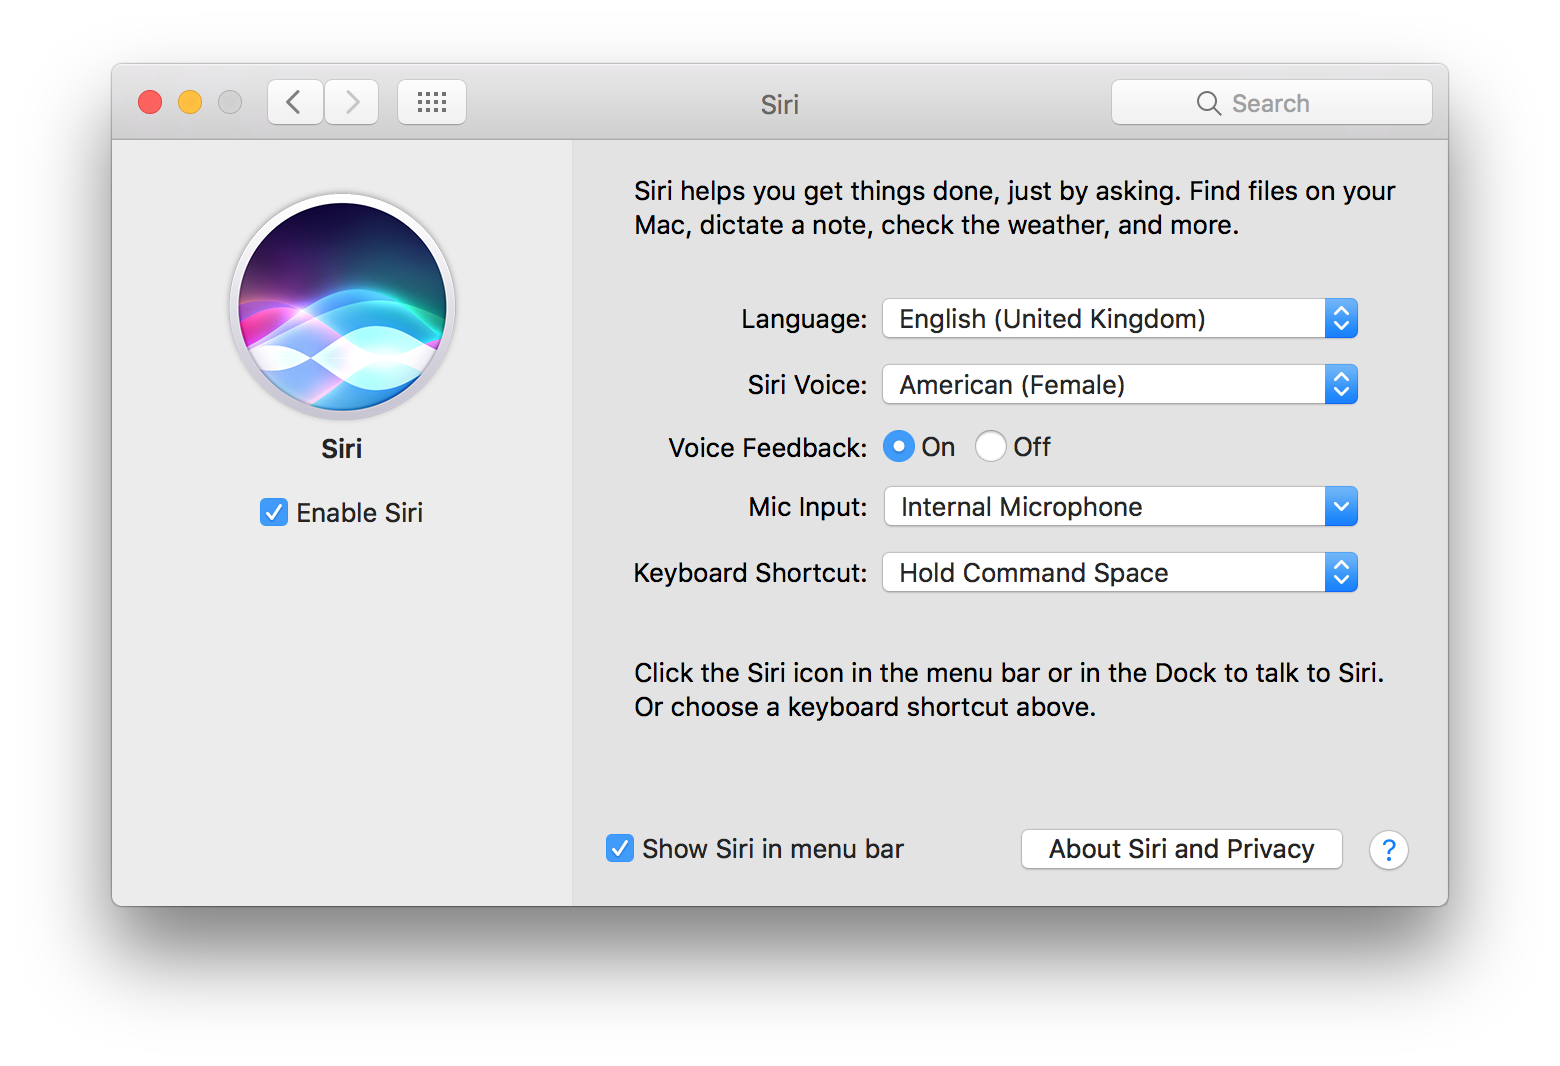 Siri
Search
Siri
Enable Siri
Siri helps you get things done, just by asking. Find files on your
Mac, dictate a note, check the weather, and more.
Language: English (United Kingdom)
Siri Voice: American (Female)
Voice Feedback: On Off
Mic Input: Internal Microphone
Keyboard Shortcut: Hold Command Space
Click the Siri icon in the menu bar or in the Dock to talk to Siri.
Or choose a keyboard shortcut above.
Show Siri in menu bar About Siri and Privacy ?